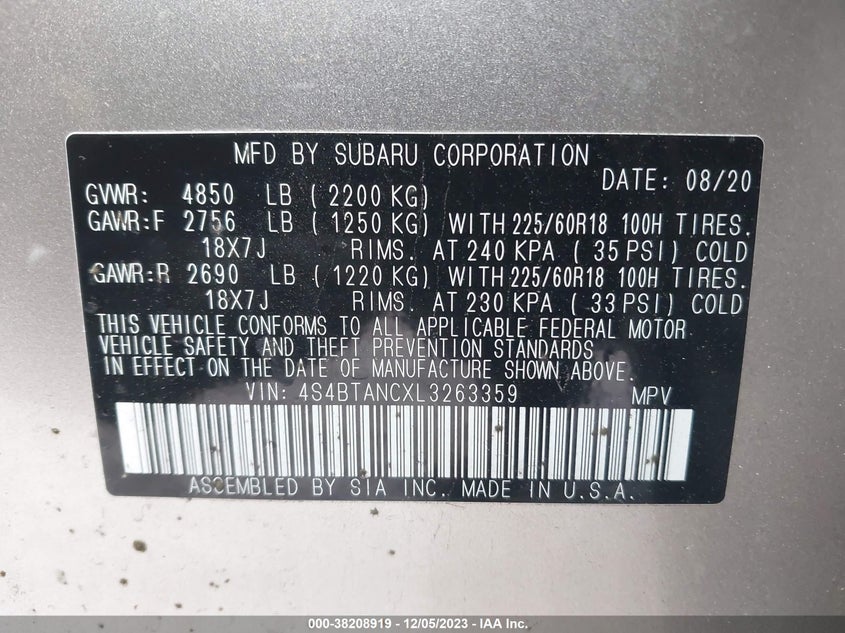 MFD BY SUBARU CORPORATION
DATE: 08/20
GVWR: 4850 LB ( 2200 KG)
GAWR:F 2756 LB ( 1250 KG) WITH 225/60R18 100H TIRES.
18X7J RIMS. AT 240 KPA ( 35 PSI) COLD
GAWR:R 2690 LB ( 1220 KG) WITH 225/60R18 100H TIRES.
18X7J RIMS. AT 230 KPA ( 33 PSI) COLD
THIS VEHICLE CONFORMS TO ALL APPLICABLE FEDERAL MOTOR
VEHICLE SAFETY AND THEFT PREVENTION STANDARDS
IN EFFECT ON THE DATE OF MANUFACTURE SHOWN ABOVE.
VIN: 4S4BTANCXL3263359 MPV
ASSEMBLED BY SIA INC. MADE IN U.S.A.
000-38208919 - 12/05/2023 - IAA Inc.